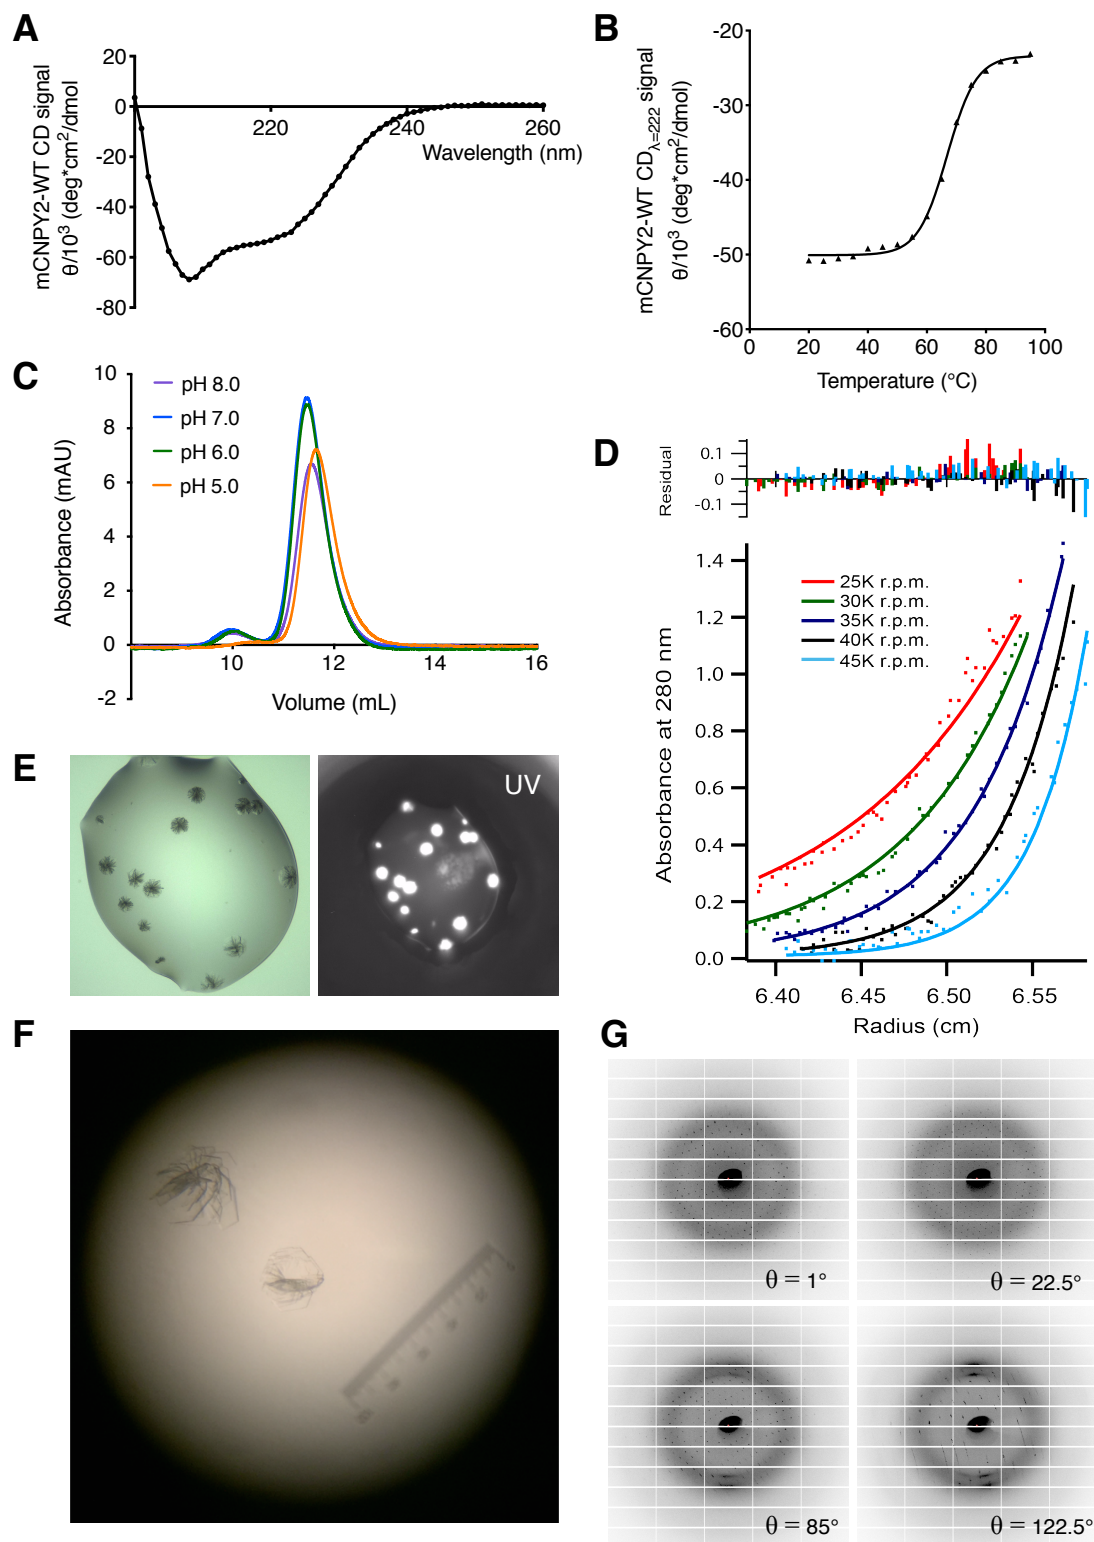 A
mCNPY2-WT CD signal
θ/10³ (deg*cm²/dmol)
20
0
-20
-40
-60
-80
220
240
260
Wavelength (nm)
B
mCNPY2-WT CDλ=222 signal
θ/10³ (deg*cm²/dmol)
-20
-30
-40
-50
-60
0
20
40
60
80
100
Temperature (°C)
C
Absorbance (mAU)
10
8
6
4
2
0
-2
pH 8.0
pH 7.0
pH 6.0
pH 5.0
10
12
14
16
Volume (mL)
D
Residual
0.1
0
-0.1
Absorbance at 280 nm
1.4
1.2
1.0
0.8
0.6
0.4
0.2
0.0
25K r.p.m.
30K r.p.m.
35K r.p.m.
40K r.p.m.
45K r.p.m.
6.40
6.45
6.50
6.55
Radius (cm)
E
UV
F
G
θ = 1°
θ = 22.5°
θ = 85°
θ = 122.5°